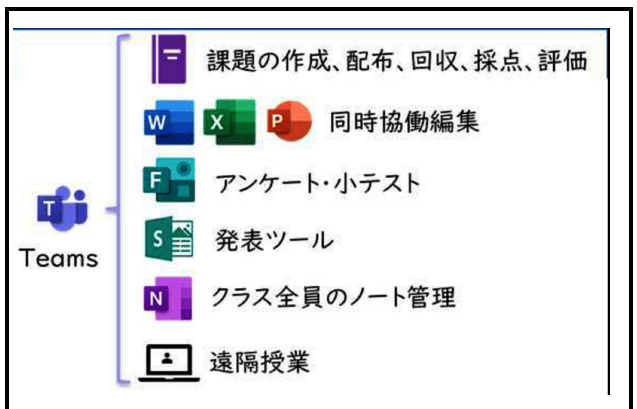 課題の作成、配布、回収、採点、評価
W X P 同時協働編集
F アンケート・小テスト
T
Teams
S 発表ツール
N クラス全員のノート管理
遠隔授業